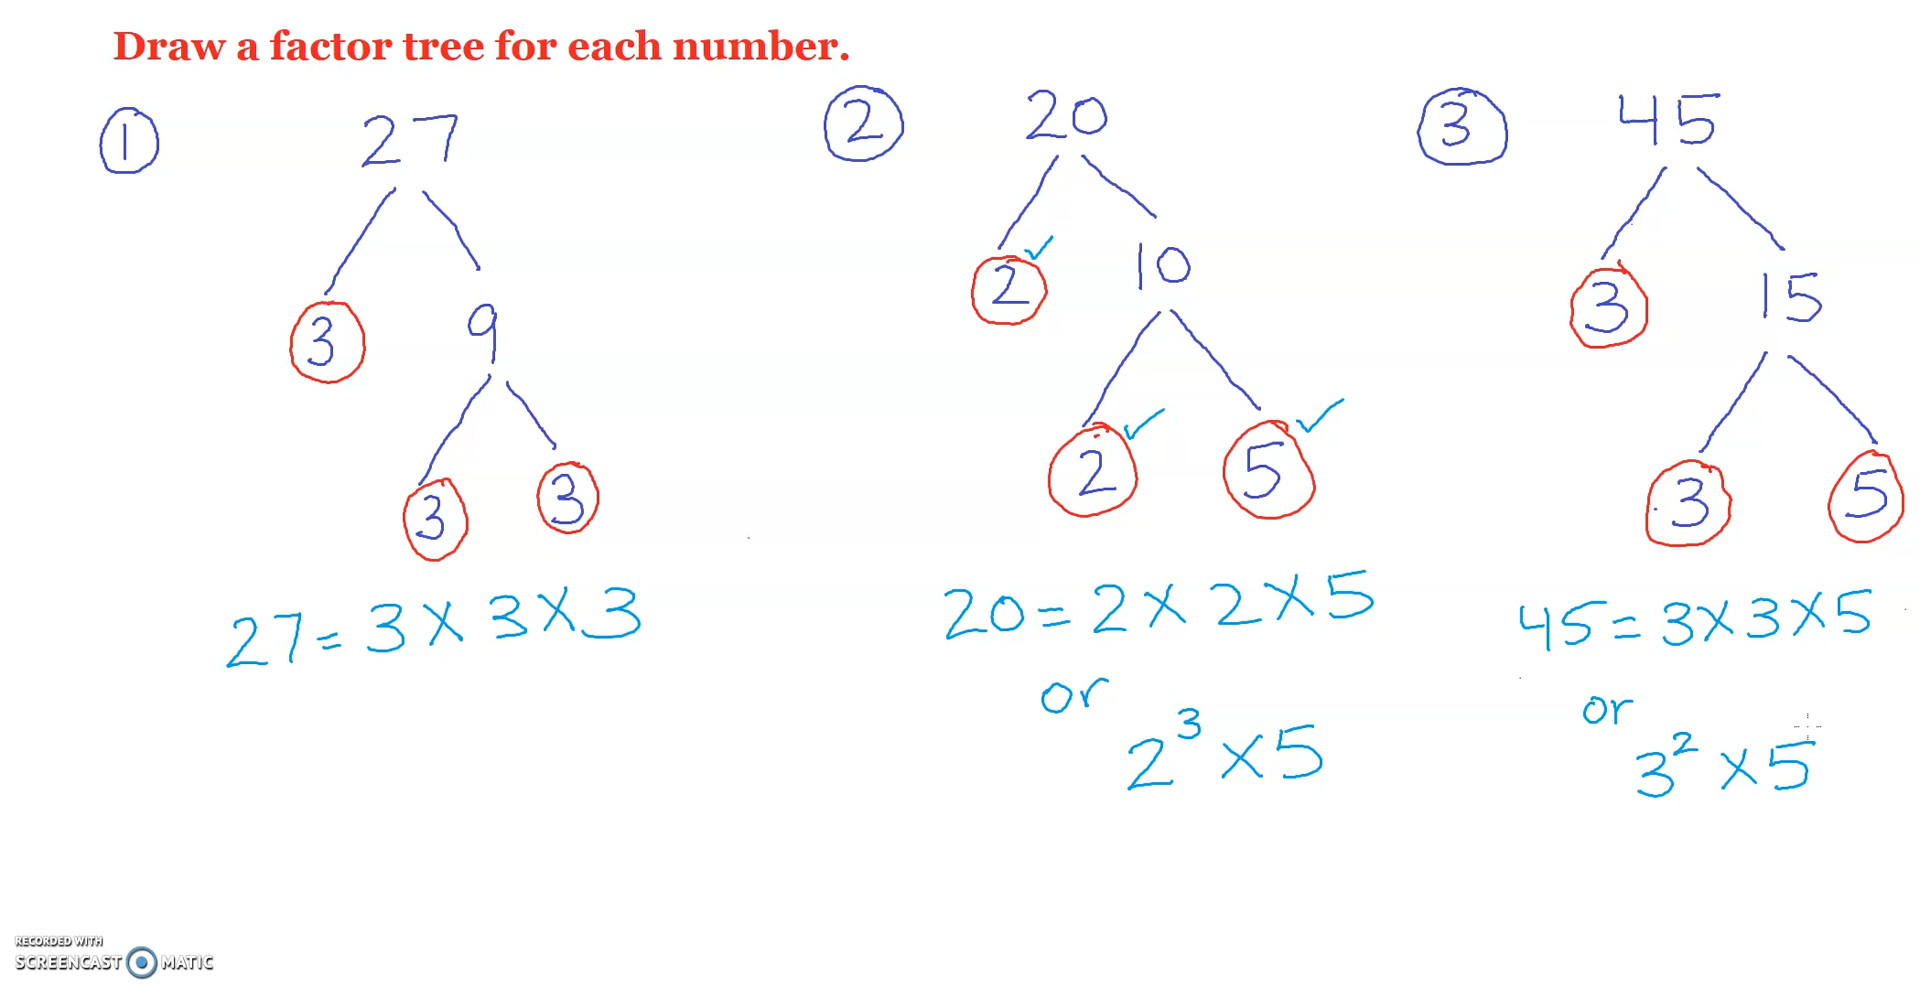 Draw a factor tree for each number.
1 27
3 9
3 3
27 = 3 × 3 × 3
2 20
2 ✓ 10
2 ✓ 5 ✓
20 = 2 × 2 × 5
or
2³ × 5
3 45
3 15
3 5
45 = 3 × 3 × 5
or
3² × 5
RECORDED WITH
SCREENCAST MATIC